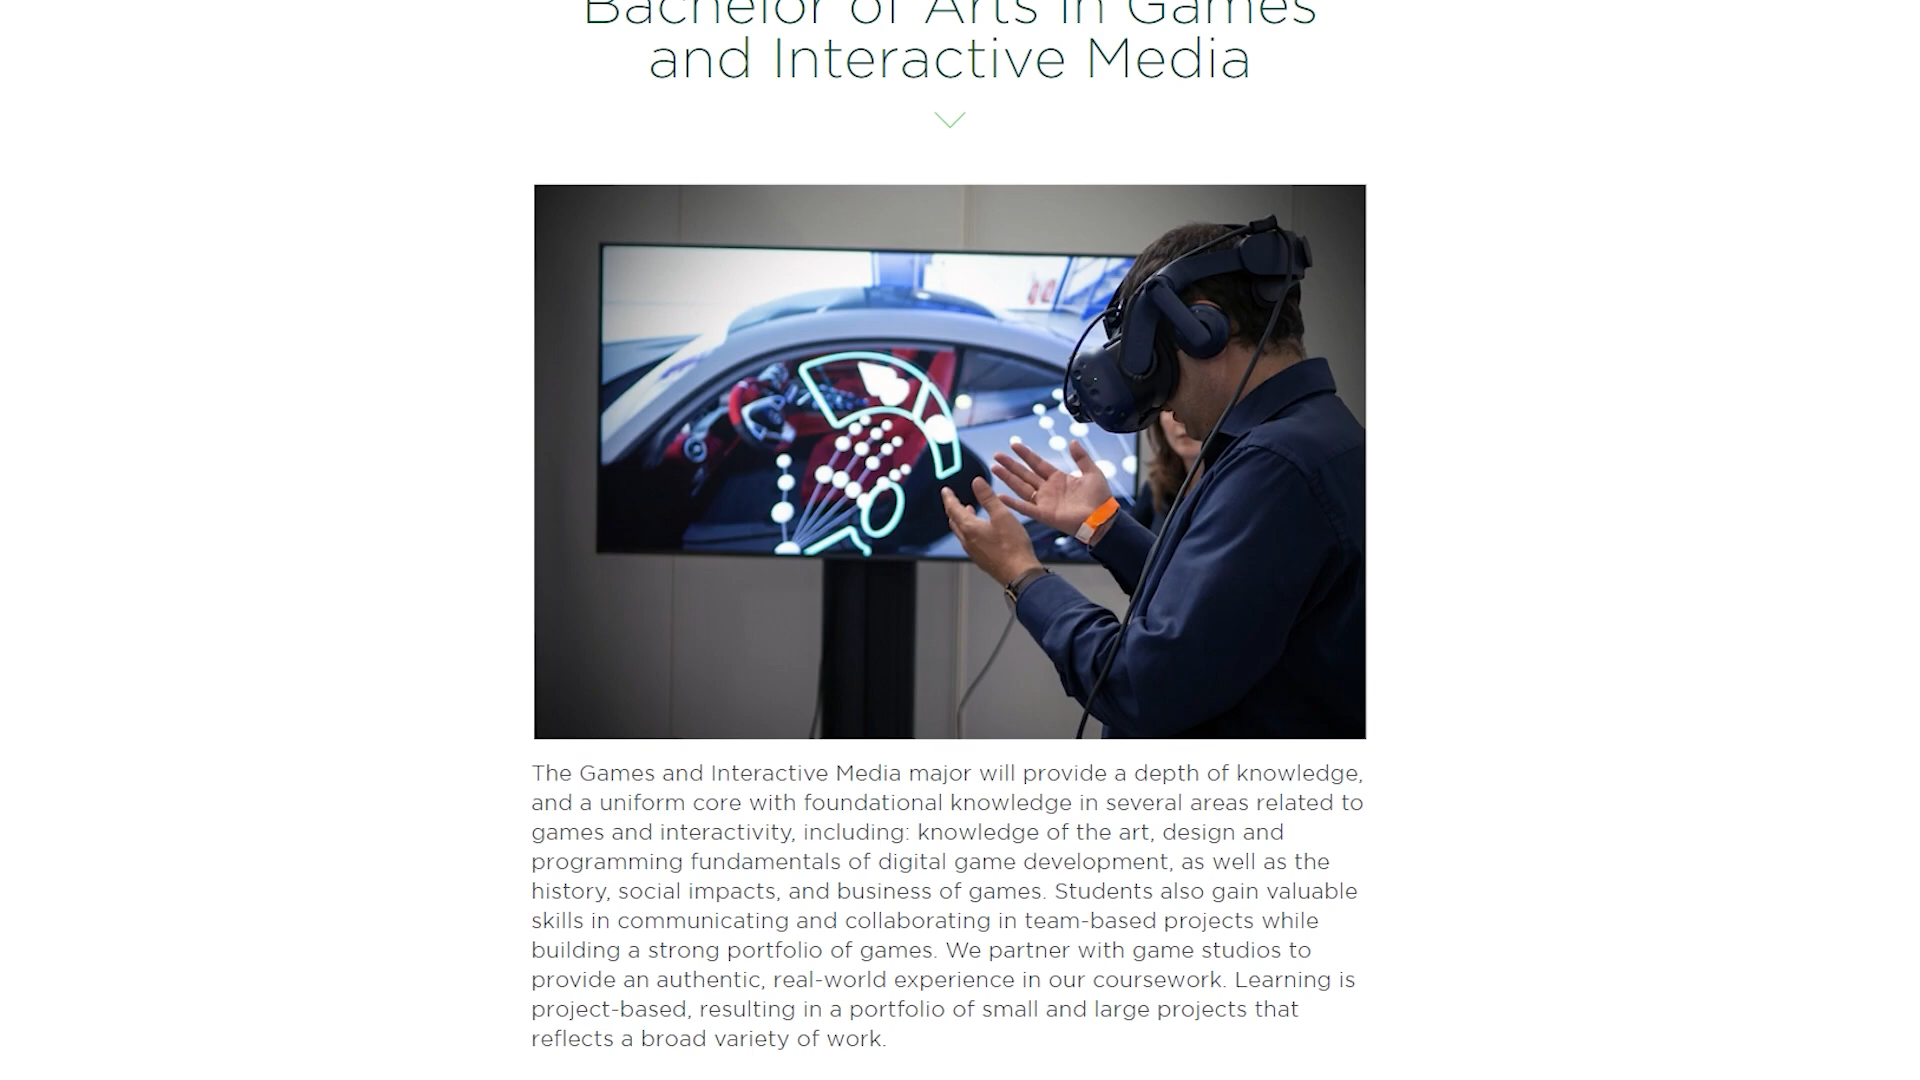 Bachelor of Arts in Games
and Interactive Media
The Games and Interactive Media major will provide a depth of knowledge,
and a uniform core with foundational knowledge in several areas related to
games and interactivity, including: knowledge of the art, design and
programming fundamentals of digital game development, as well as the
history, social impacts, and business of games. Students also gain valuable
skills in communicating and collaborating in team-based projects while
building a strong portfolio of games. We partner with game studios to
provide an authentic, real-world experience in our coursework. Learning is
project-based, resulting in a portfolio of small and large projects that
reflects a broad variety of work.